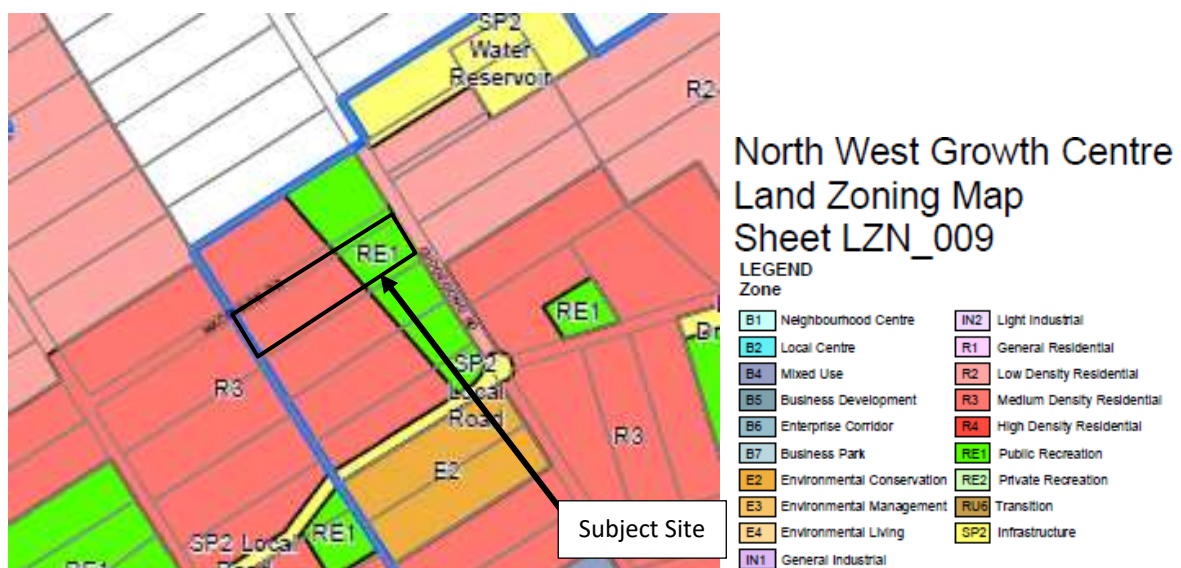 SP2
Water
Reservoir
R2
RE1
RE1
SP2
Local
Road
R3
R3
E2
RE1
SP2 Local
Subject Site
North West Growth Centre
Land Zoning Map
Sheet LZN_009
LEGEND
Zone
B1 Neighbourhood Centre
B2 Local Centre
B4 Mixed Use
B5 Business Development
B6 Enterprise Corridor
B7 Business Park
E2 Environmental Conservation
E3 Environmental Management
E4 Environmental Living
IN1 General Industrial
IN2 Light Industrial
R1 General Residential
R2 Low Density Residential
R3 Medium Density Residential
R4 High Density Residential
RE1 Public Recreation
RE2 Private Recreation
RU6 Transition
SP2 Infrastructure